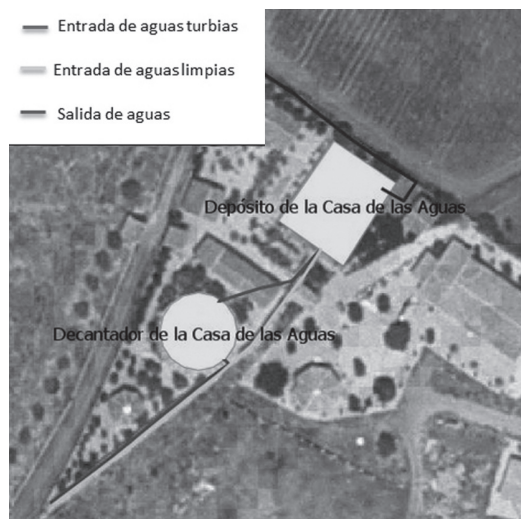 Entrada de aguas turbias
Entrada de aguas limpias
Salida de aguas
Depósito de la Casa de las Aguas
Decantador de la Casa de las Aguas